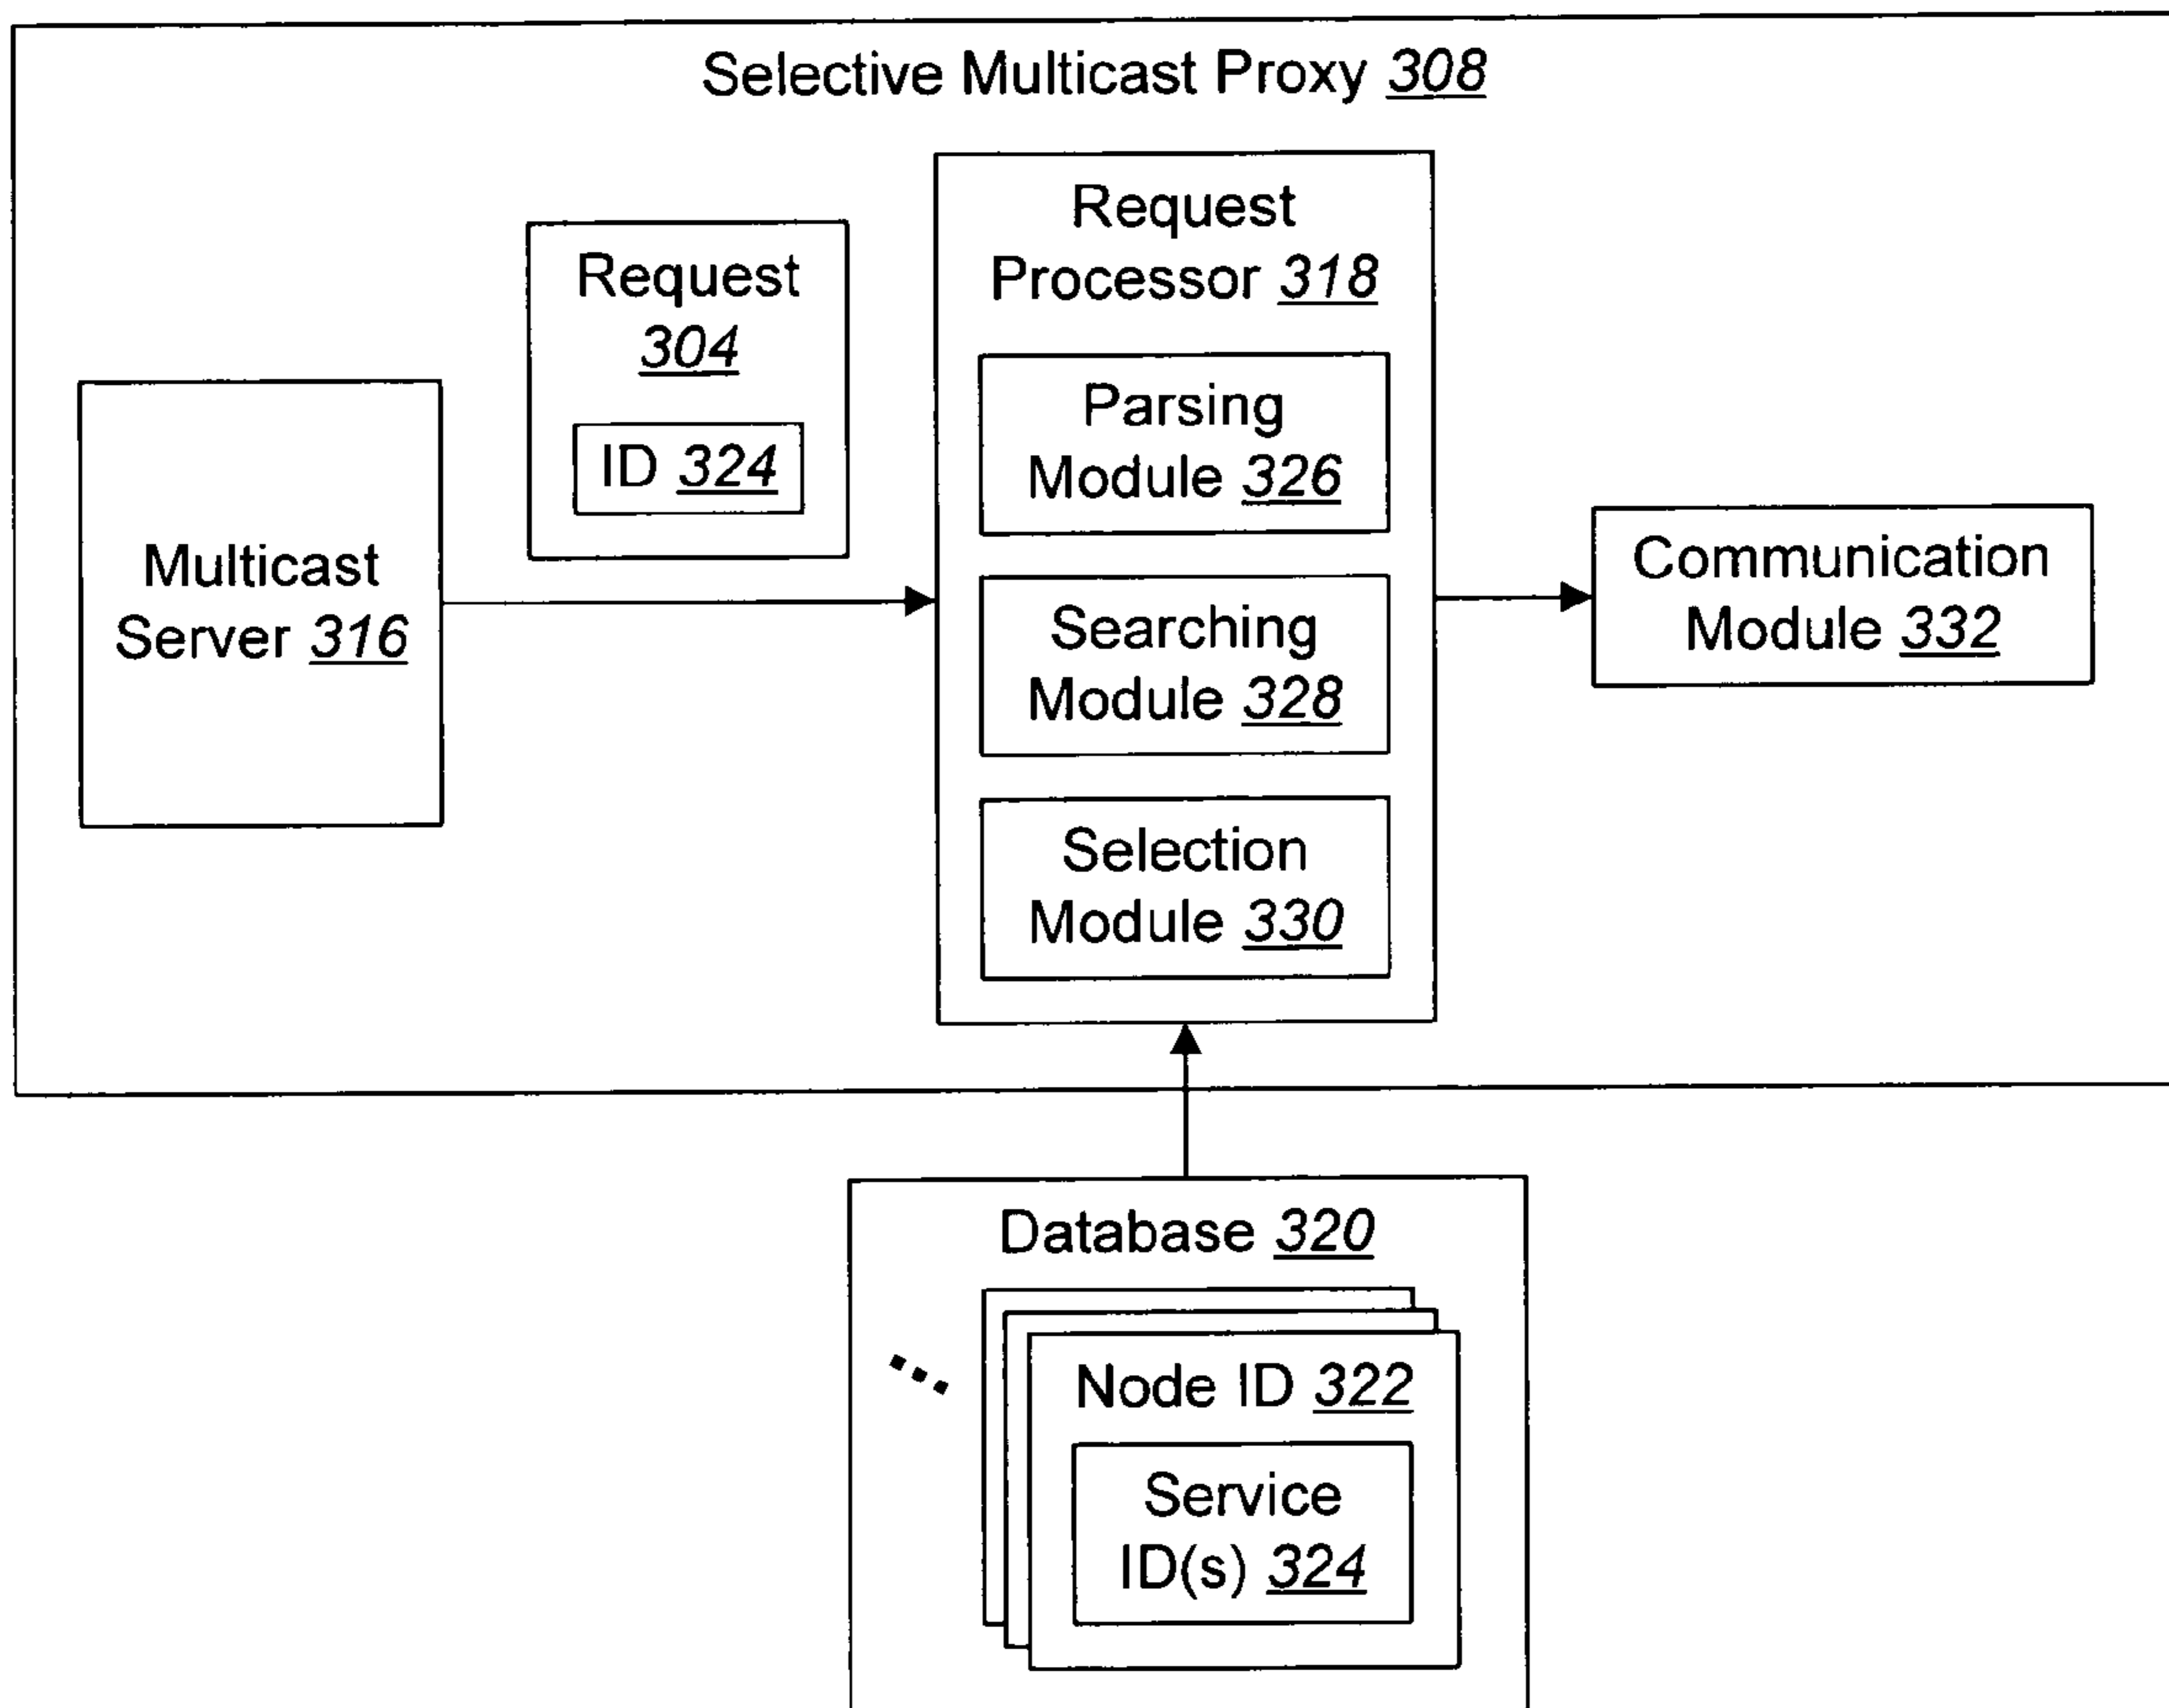 Selective Multicast Proxy 308
Request
304
ID 324
Multicast
Server 316
Request
Processor 318
Parsing
Module 326
Searching
Module 328
Selection
Module 330
Communication
Module 332
Database 320
Node ID 322
Service
ID(s) 324